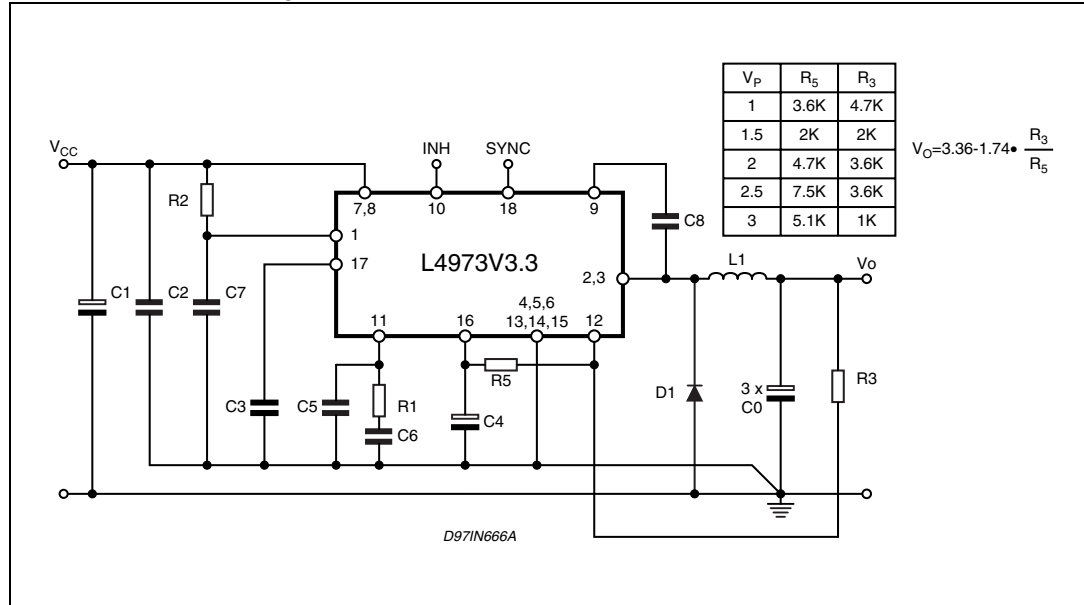 V_P R_5 R_3
1 3.6K 4.7K
1.5 2K 2K
2 4.7K 3.6K
2.5 7.5K 3.6K
3 5.1K 1K
V_O=3.36-1.74• R_3
R_5
V_CC
INH SYNC
R2
7,8 10 18 9
C8
1
L4973V3.3
17
2,3
L1
Vo
C1 C2 C7
4,5,6
11 16 13,14,15 12
R5
D1
3 x
C0
R3
C3 C5 R1
C6
C4
D97IN666A